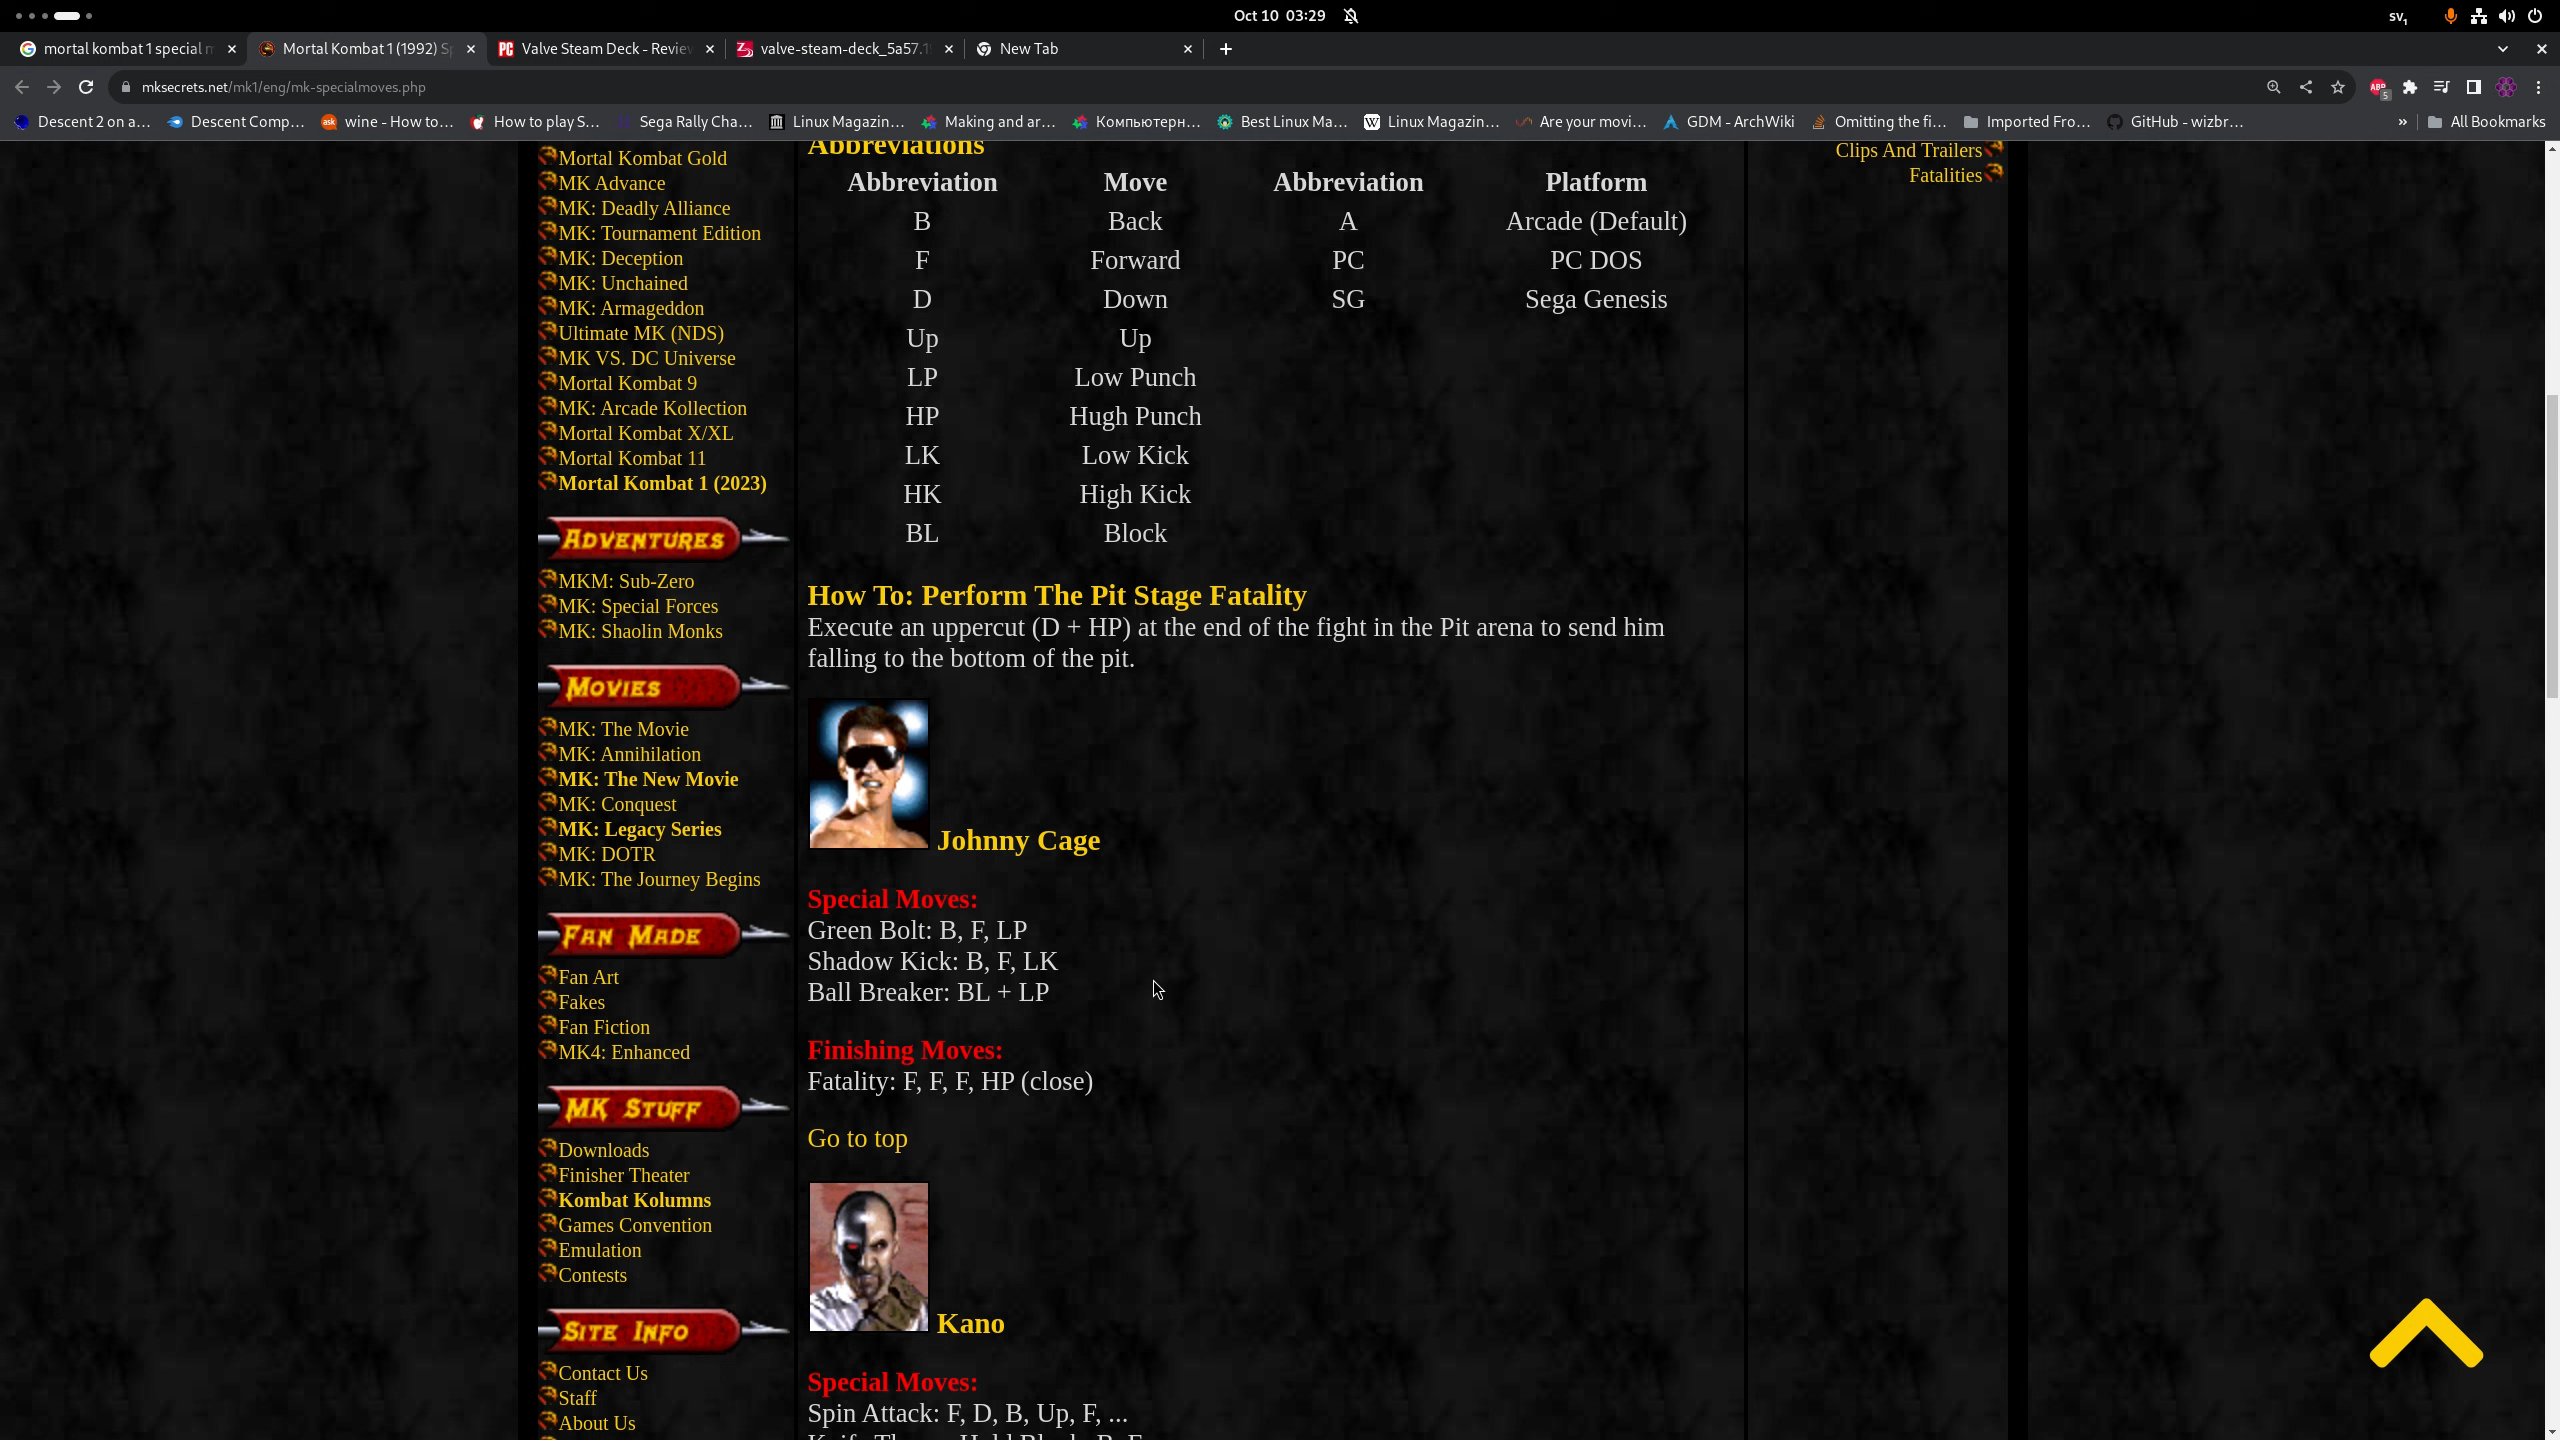 Oct 10 03:29
sv₁
mortal kombat 1 special m
Mortal Kombat 1 (1992) Sp
Valve Steam Deck - Review
valve-steam-deck_5a57.1
New Tab
mksecrets.net/mk1/eng/mk-specialmoves.php
ABP
5
Descent 2 on a...
Descent Comp...
wine - How to...
How to play S...
Sega Rally Cha...
Linux Magazin...
Making and ar...
Компьютерн...
Best Linux Ma...
Linux Magazin...
Are your movi...
GDM - ArchWiki
Omitting the fi...
Imported Fro...
GitHub - wizbr...
»
All Bookmarks
Mortal Kombat Gold
MK Advance
MK: Deadly Alliance
MK: Tournament Edition
MK: Deception
MK: Unchained
MK: Armageddon
Ultimate MK (NDS)
MK VS. DC Universe
Mortal Kombat 9
MK: Arcade Kollection
Mortal Kombat X/XL
Mortal Kombat 11
Mortal Kombat 1 (2023)
Adventures
MKM: Sub-Zero
MK: Special Forces
MK: Shaolin Monks
Movies
MK: The Movie
MK: Annihilation
MK: The New Movie
MK: Conquest
MK: Legacy Series
MK: DOTR
MK: The Journey Begins
Fan Made
Fan Art
Fakes
Fan Fiction
MK4: Enhanced
MK Stuff
Downloads
Finisher Theater
Kombat Kolumns
Games Convention
Emulation
Contests
Site Info
Contact Us
Staff
About Us
Abbreviations
Abbreviation Move Abbreviation Platform
B Back A Arcade (Default)
F Forward PC PC DOS
D Down SG Sega Genesis
Up Up
LP Low Punch
HP Hugh Punch
LK Low Kick
HK High Kick
BL Block
How To: Perform The Pit Stage Fatality
Execute an uppercut (D + HP) at the end of the fight in the Pit arena to send him
falling to the bottom of the pit.
Johnny Cage
Special Moves:
Green Bolt: B, F, LP
Shadow Kick: B, F, LK
Ball Breaker: BL + LP
Finishing Moves:
Fatality: F, F, F, HP (close)
Go to top
Kano
Special Moves:
Spin Attack: F, D, B, Up, F, ...
Clips And Trailers
Fatalities